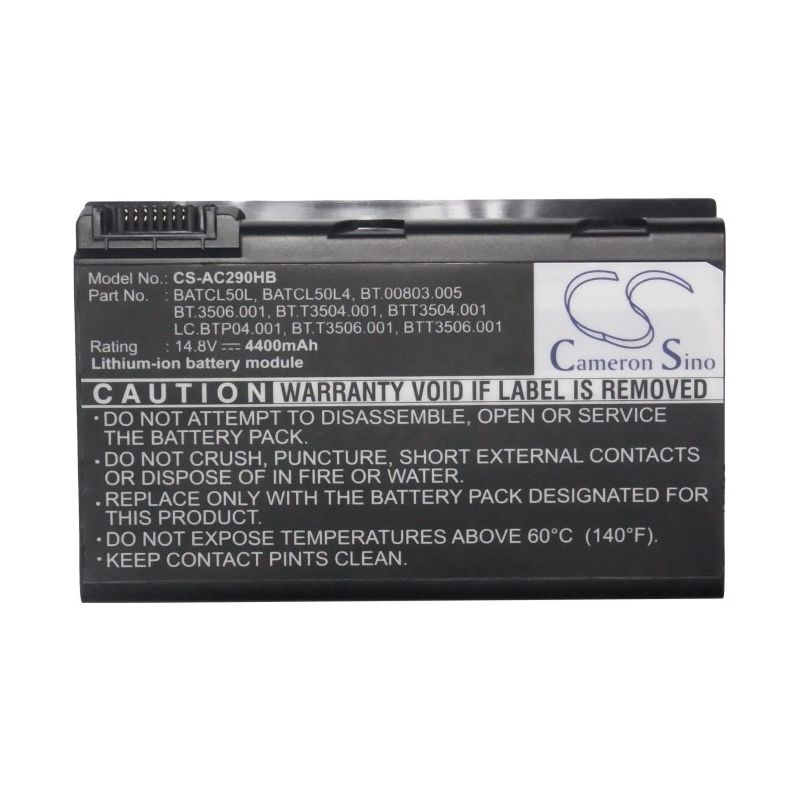 Model No.: CS-AC290HB
Part No. : BATCL50L, BATCL50L4, BT.00803.005
BT.3506.001, BT.T3504.001, BTT3504.001
LC.BTP04.001, BT.T3506.001, BTT3506.001
Rating : 14.8V 4400mAh
Lithium-ion battery module
CS
Cameron Sino
CAUTION WARRANTY VOID IF LABEL IS REMOVED
• DO NOT ATTEMPT TO DISASSEMBLE, OPEN OR SERVICE
THE BATTERY PACK.
• DO NOT CRUSH, PUNCTURE, SHORT EXTERNAL CONTACTS
OR DISPOSE OF IN FIRE OR WATER.
• REPLACE ONLY WITH THE BATTERY PACK DESIGNATED FOR
THIS PRODUCT.
• DO NOT EXPOSE TEMPERATURES ABOVE 60°C (140°F).
• KEEP CONTACT PINTS CLEAN.